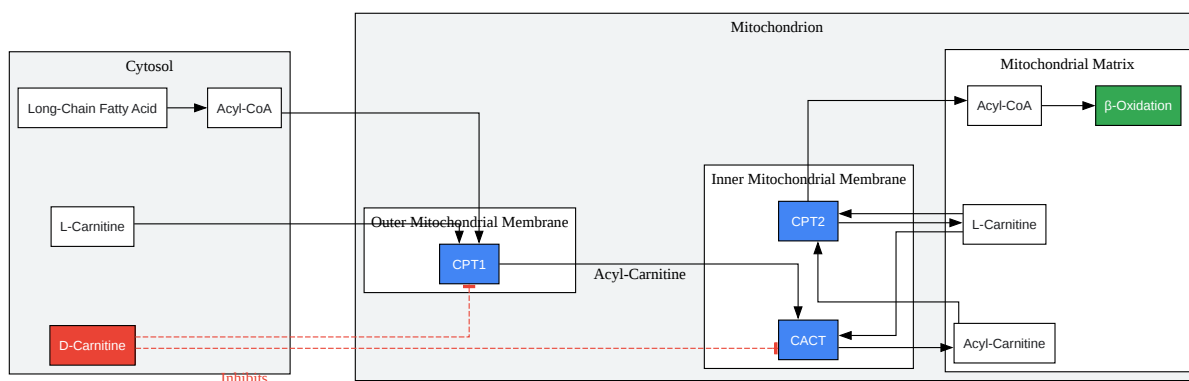 Mitochondrion
Cytosol
Mitochondrial Matrix
Long-Chain Fatty Acid
Acyl-CoA
Acyl-CoA
β-Oxidation
Inner Mitochondrial Membrane
L-Carnitine
Outer Mitochondrial Membrane
CPT2
L-Carnitine
CPT1
Acyl-Carnitine
D-Carnitine
CACT
Acyl-Carnitine
Inhibits